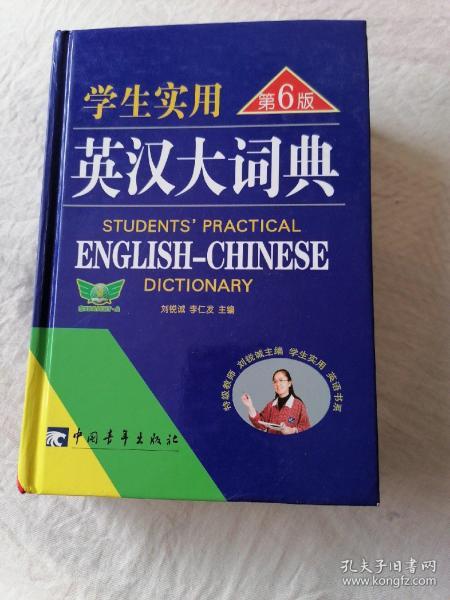 学生实用
第6版
英汉大词典
STUDENTS' PRACTICAL
ENGLISH-CHINESE
DICTIONARY
刘锐诚 李仁发 主编
特级教师 刘锐诚主编 学生实用 英语书系
中国青年出版社
孔夫子旧书网
www.kongfz.com